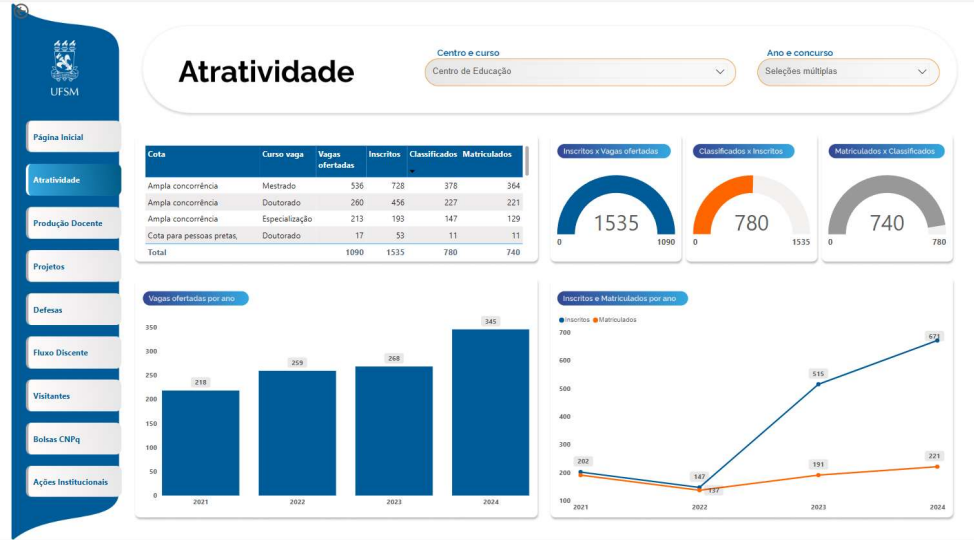 UFSM
Atratividade
Centro e curso
Centro de Educação
Ano e concurso
Seleções múltiplas
Página Inicial
Atratividade
Produção Docente
Projetos
Defesas
Fluxo Discente
Visitantes
Bolsas CNPq
Ações Institucionais
Cota Curso vaga Vagas ofertadas Inscritos Classificados Matriculados
Ampla concorrência Mestrado 536 728 378 364
Ampla concorrência Doutorado 260 456 227 221
Ampla concorrência Especialização 213 193 147 129
Cota para pessoas pretas, Doutorado 17 53 11 11
Total 1090 1535 780 740
Inscritos x Vagas ofertadas
1535
0 1090
Classificados x Inscritos
780
0 1535
Matriculados x Classificados
740
0 780
Vagas ofertadas por ano
350
300
250
200
150
100
50
0
218
259
268
345
2021 2022 2023 2024
Inscritos e Matriculados por ano
Inscritos Matriculados
700
600
500
400
300
200
100
202
147
137
515
191
671
221
2021 2022 2023 2024